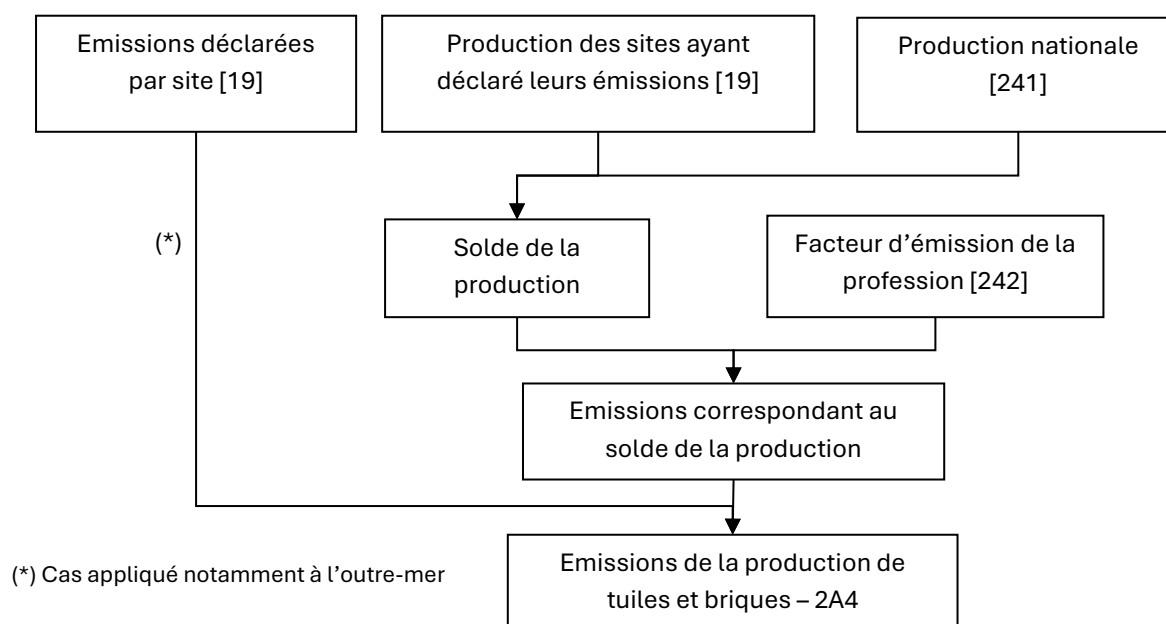 Emissions déclarées
par site [19]
Production des sites ayant
déclaré leurs émissions [19]
Production nationale
[241]
(*)
Solde de la
production
Facteur d’émission de la
profession [242]
Emissions correspondant au
solde de la production
(*) Cas appliqué notamment à l’outre-mer
Emissions de la production de
tuiles et briques – 2A4